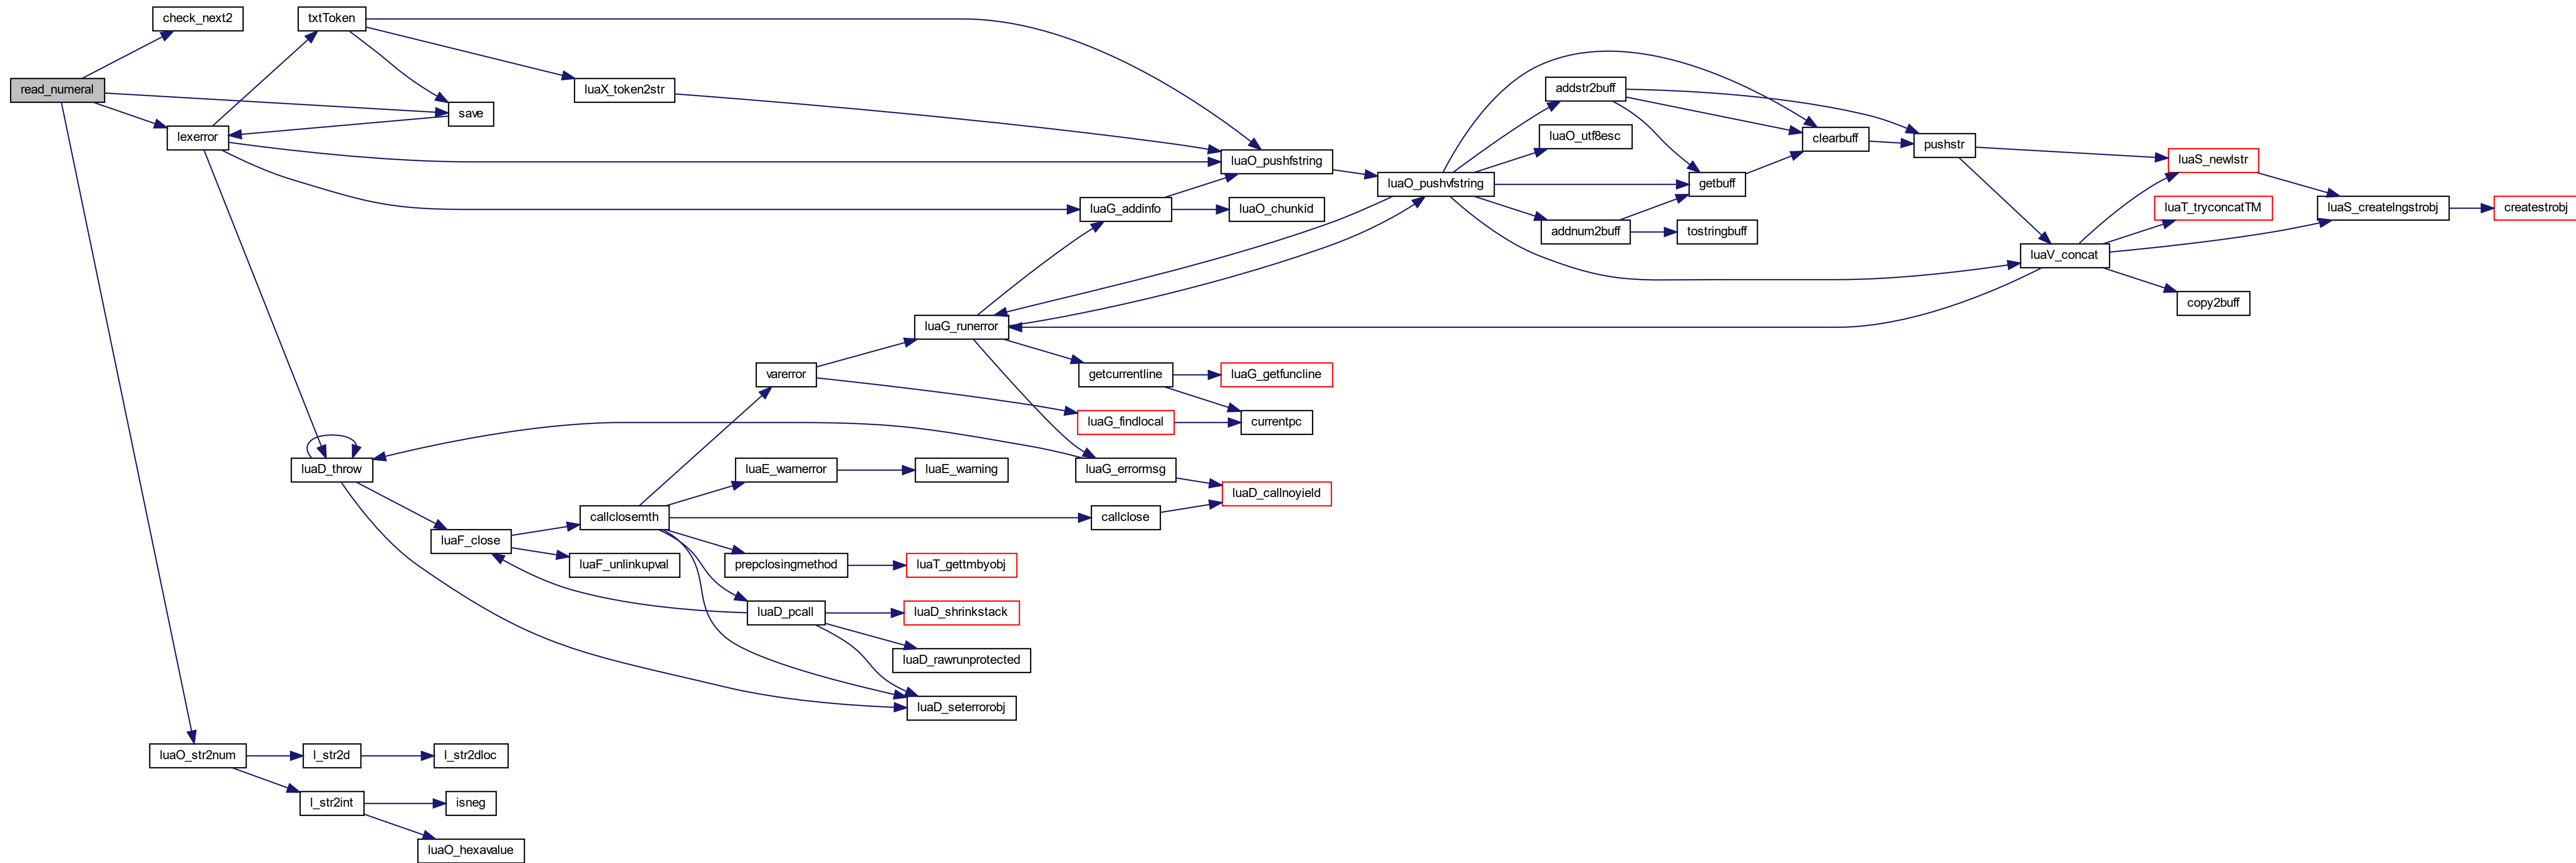 check_next2
txtToken
read_numeral
luaX_token2str
addstr2buff
save
lexerror
luaO_utf8esc
clearbuff
pushstr
luaO_pushfstring
luaS_newlstr
luaO_pushvfstring
getbuff
luaG_addinfo
luaO_chunkid
luaT_tryconcatTM
luaS_createlngstrobj
createstrobj
addnum2buff
tostringbuff
luaV_concat
copy2buff
luaG_runerror
varerror
getcurrentline
luaG_getfuncline
luaG_findlocal
currentpc
luaD_throw
luaE_warnerror
luaE_warning
luaG_errormsg
luaD_callnoyield
callclosemth
callclose
luaF_close
luaF_unlinkupval
prepclosingmethod
luaT_gettmbyobj
luaD_pcall
luaD_shrinkstack
luaD_rawrunprotected
luaD_seterrorobj
luaO_str2num
l_str2d
l_str2dloc
l_str2int
isneg
luaO_hexavalue